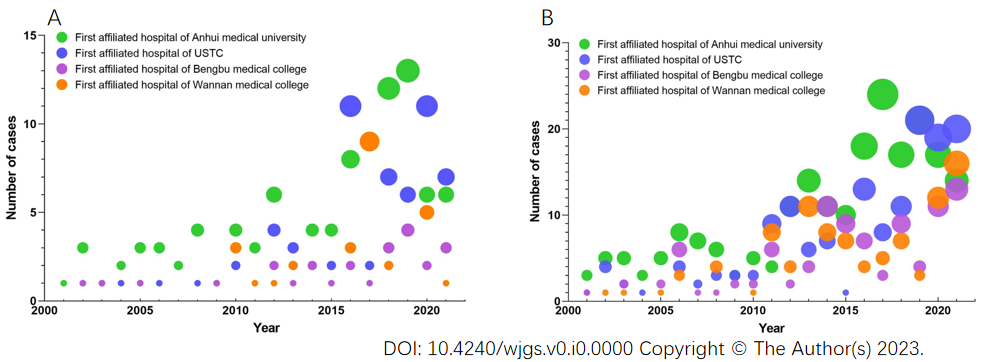 A
15
10
5
0
Number of cases
First affiliated hospital of Anhui medical university
First affiliated hospital of USTC
First affiliated hospital of Bengbu medical college
First affiliated hospital of Wannan medical college
2000 2005 2010 2015 2020
Year
B
30
20
10
0
Number of cases
First affiliated hospital of Anhui medical university
First affiliated hospital of USTC
First affiliated hospital of Bengbu medical college
First affiliated hospital of Wannan medical college
2000 2005 2010 2015 2020
Year
DOI: 10.4240/wjgs.v0.i0.0000 Copyright © The Author(s) 2023.